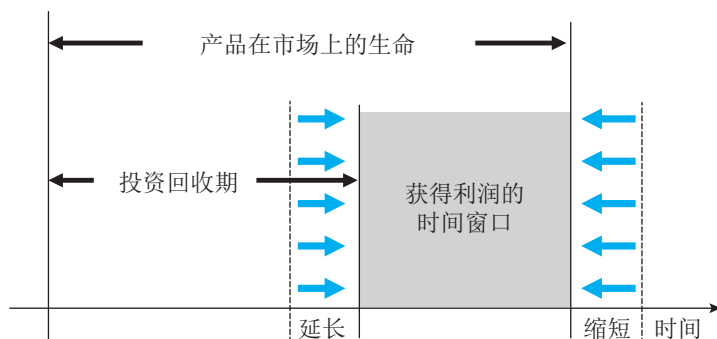 产品在市场上的生命
投资回收期
获得利润的
时间窗口
延长
缩短
时间